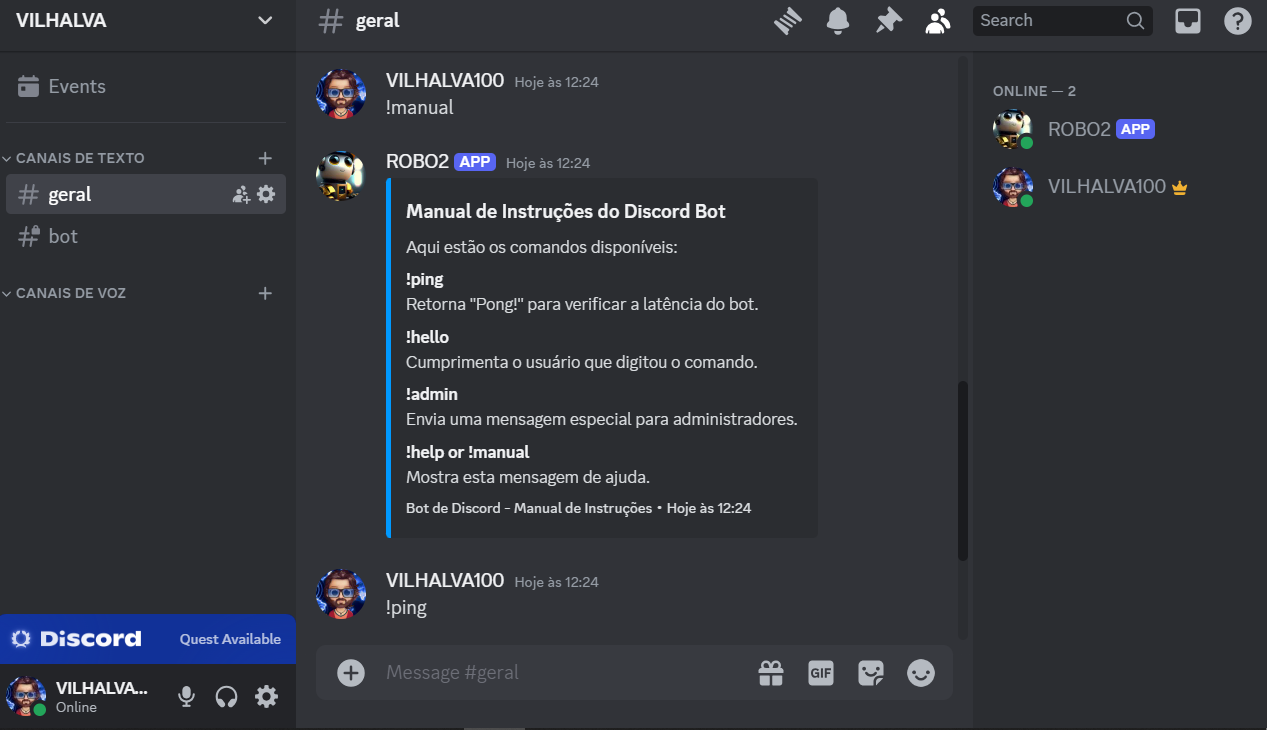 VILHALVA
Events
CANAIS DE TEXTO
geral
bot
CANAIS DE VOZ
Discord Quest Available
VILHALVA...
Online
# geral
Search
VILHALVA100 Hoje às 12:24
!manual
ROBO2 APP Hoje às 12:24
Manual de Instruções do Discord Bot
Aqui estão os comandos disponíveis:
!ping
Retorna "Pong!" para verificar a latência do bot.
!hello
Cumprimenta o usuário que digitou o comando.
!admin
Envia uma mensagem especial para administradores.
!help or !manual
Mostra esta mensagem de ajuda.
Bot de Discord - Manual de Instruções • Hoje às 12:24
VILHALVA100 Hoje às 12:24
!ping
Message #geral
GIF
ONLINE — 2
ROBO2 APP
VILHALVA100